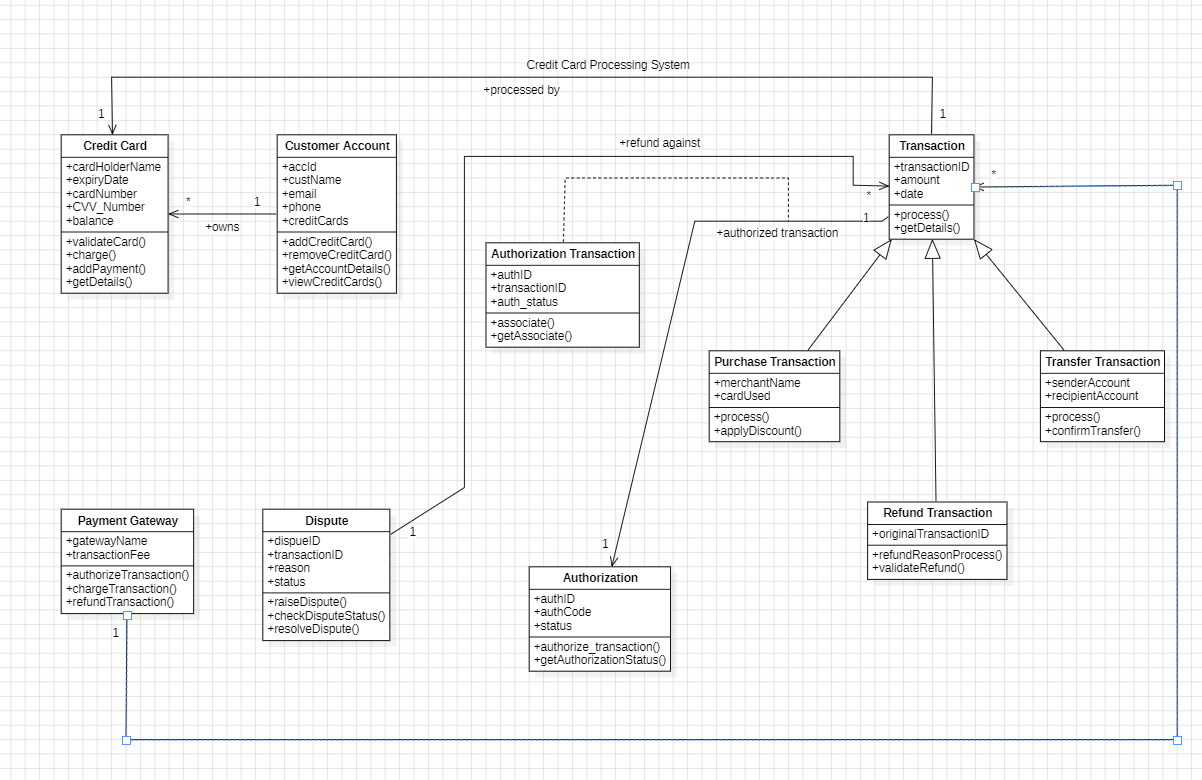 Credit Card Processing System
+processed by
1
1
Credit Card
+cardHolderName
+expiryDate
+cardNumber
+CVV_Number
+balance
+validateCard()
+charge()
+addPayment()
+getDetails()
*
1
+owns
Customer Account
+accId
+custName
+email
+phone
+creditCards
+addCreditCard()
+removeCreditCard()
+getAccountDetails()
+viewCreditCards()
+refund against
*
Transaction
+transactionID
+amount
+date
+process()
+getDetails()
*
1
+authorized transaction
Authorization Transaction
+authID
+transactionID
+auth_status
+associate()
+getAssociate()
Purchase Transaction
+merchantName
+cardUsed
+process()
+applyDiscount()
Transfer Transaction
+senderAccount
+recipientAccount
+process()
+confirmTransfer()
Refund Transaction
+originalTransactionID
+refundReasonProcess()
+validateRefund()
Payment Gateway
+gatewayName
+transactionFee
+authorizeTransaction()
+chargeTransaction()
+refundTransaction()
1
Dispute
+dispueID
+transactionID
+reason
+status
+raiseDispute()
+checkDisputeStatus()
+resolveDispute()
1
1
Authorization
+authID
+authCode
+status
+authorize_transaction()
+getAuthorizationStatus()